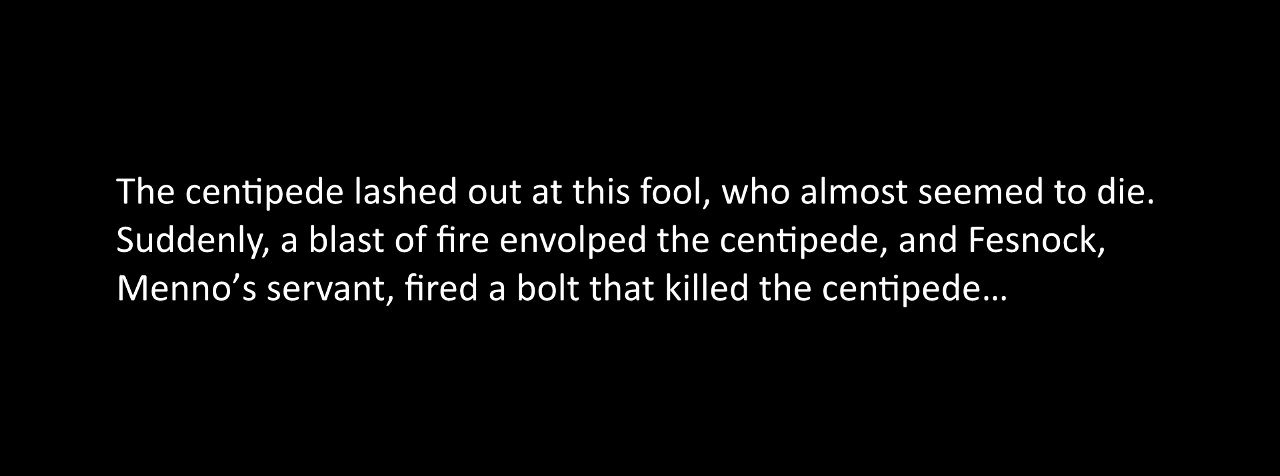 The centipede lashed out at this fool, who almost seemed to die.
Suddenly, a blast of fire envolped the centipede, and Fesnock,
Menno’s servant, fired a bolt that killed the centipede…